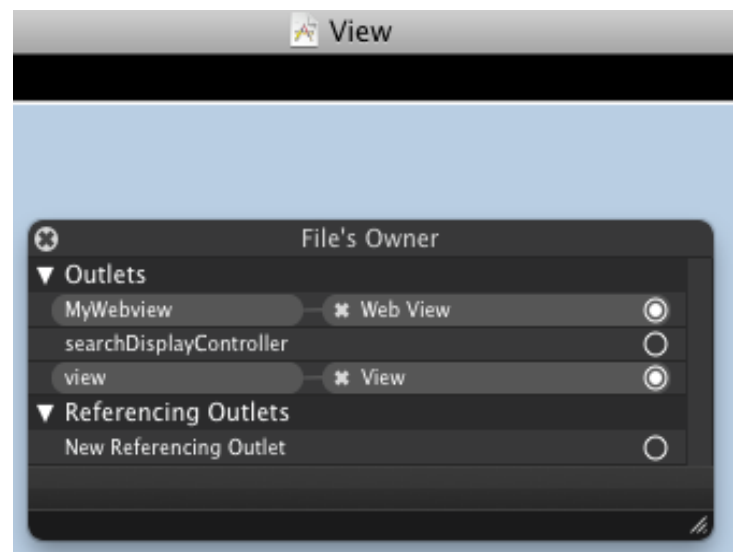 View
File's Owner
Outlets
MyWebview Web View
searchDisplayController
view View
Referencing Outlets
New Referencing Outlet